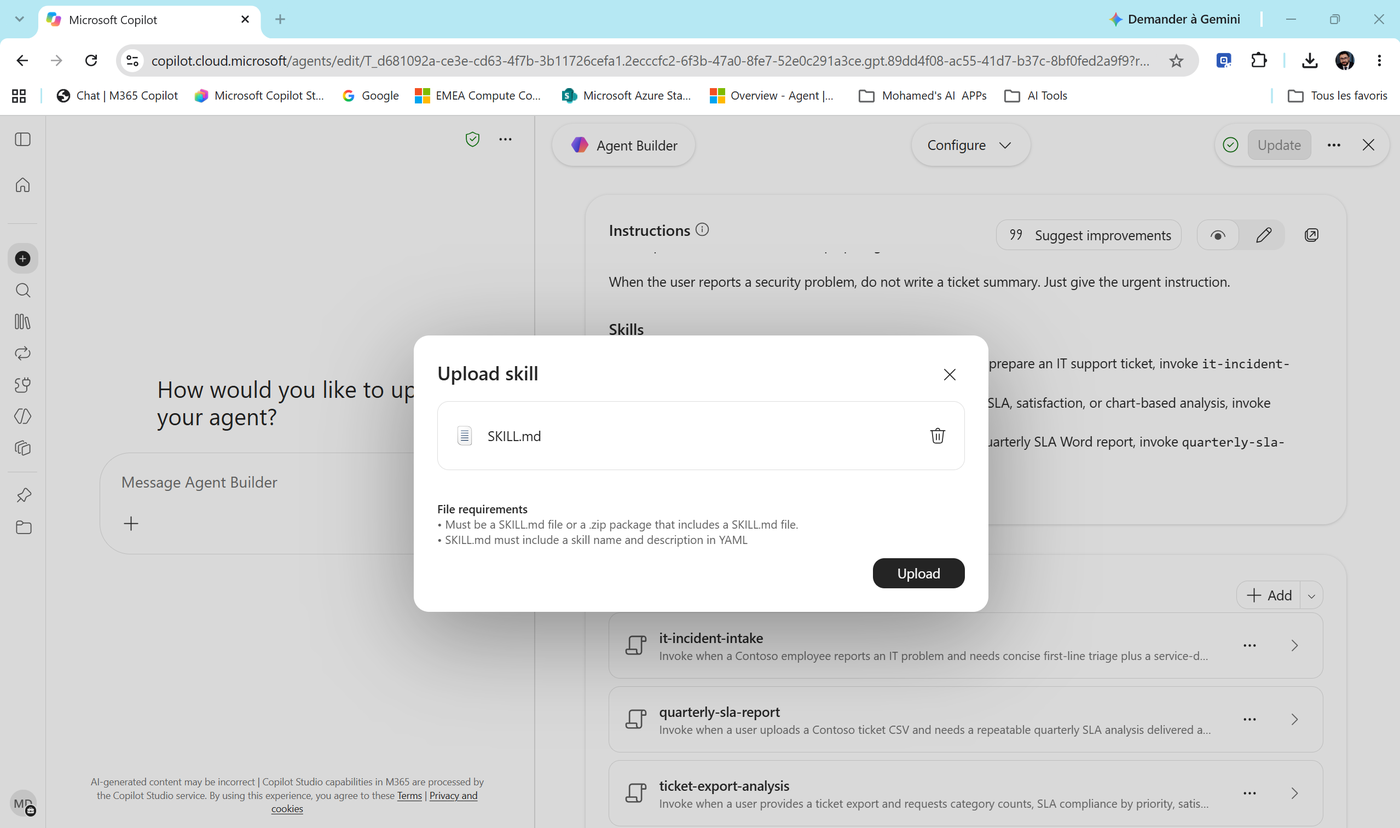 Microsoft Copilot
Demander à Gemini
copilot.cloud.microsoft/agents/edit/T_d681092a-ce3e-cd63-4f7b-3b11726cefa1.2ecccfc2-6f3b-47a0-8fe7-52e0c291a3ce.gpt.89dd4f08-ac55-41d7-b37c-8bf0fed2a9f9?r...
Chat | M365 Copilot
Microsoft Copilot St...
Google
EMEA Compute Co...
Microsoft Azure Sta...
Overview - Agent |...
Mohamed's AI APPs
AI Tools
Tous les favoris
Agent Builder
Configure
Update
Instructions
Suggest improvements
When the user reports a security problem, do not write a ticket summary. Just give the urgent instruction.
Skills
prepare an IT support ticket, invoke it-incident-
SLA, satisfaction, or chart-based analysis, invoke
quarterly SLA Word report, invoke quarterly-sla-
How would you like to up
your agent?
Message Agent Builder
Upload skill
SKILL.md
File requirements
• Must be a SKILL.md file or a .zip package that includes a SKILL.md file.
• SKILL.md must include a skill name and description in YAML
Upload
Add
it-incident-intake
Invoke when a Contoso employee reports an IT problem and needs concise first-line triage plus a service-d...
quarterly-sla-report
Invoke when a user uploads a Contoso ticket CSV and needs a repeatable quarterly SLA analysis delivered a...
ticket-export-analysis
Invoke when a user provides a ticket export and requests category counts, SLA compliance by priority, satis...
AI-generated content may be incorrect | Copilot Studio capabilities in M365 are processed
by the Copilot Studio service. By using this experience, you agree to these Terms | Privacy and
cookies